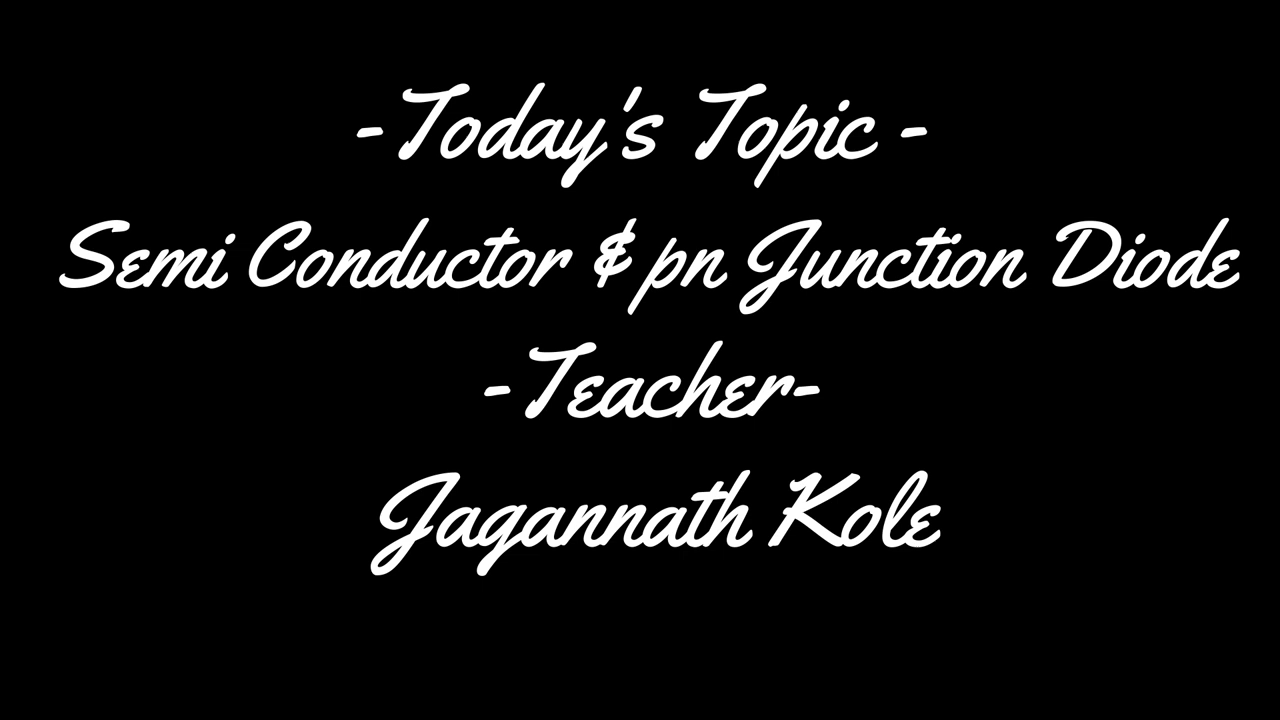 -Today's Topic -
Semi Conductor & pn Junction Diode
-Teacher-
Jagannath Kole